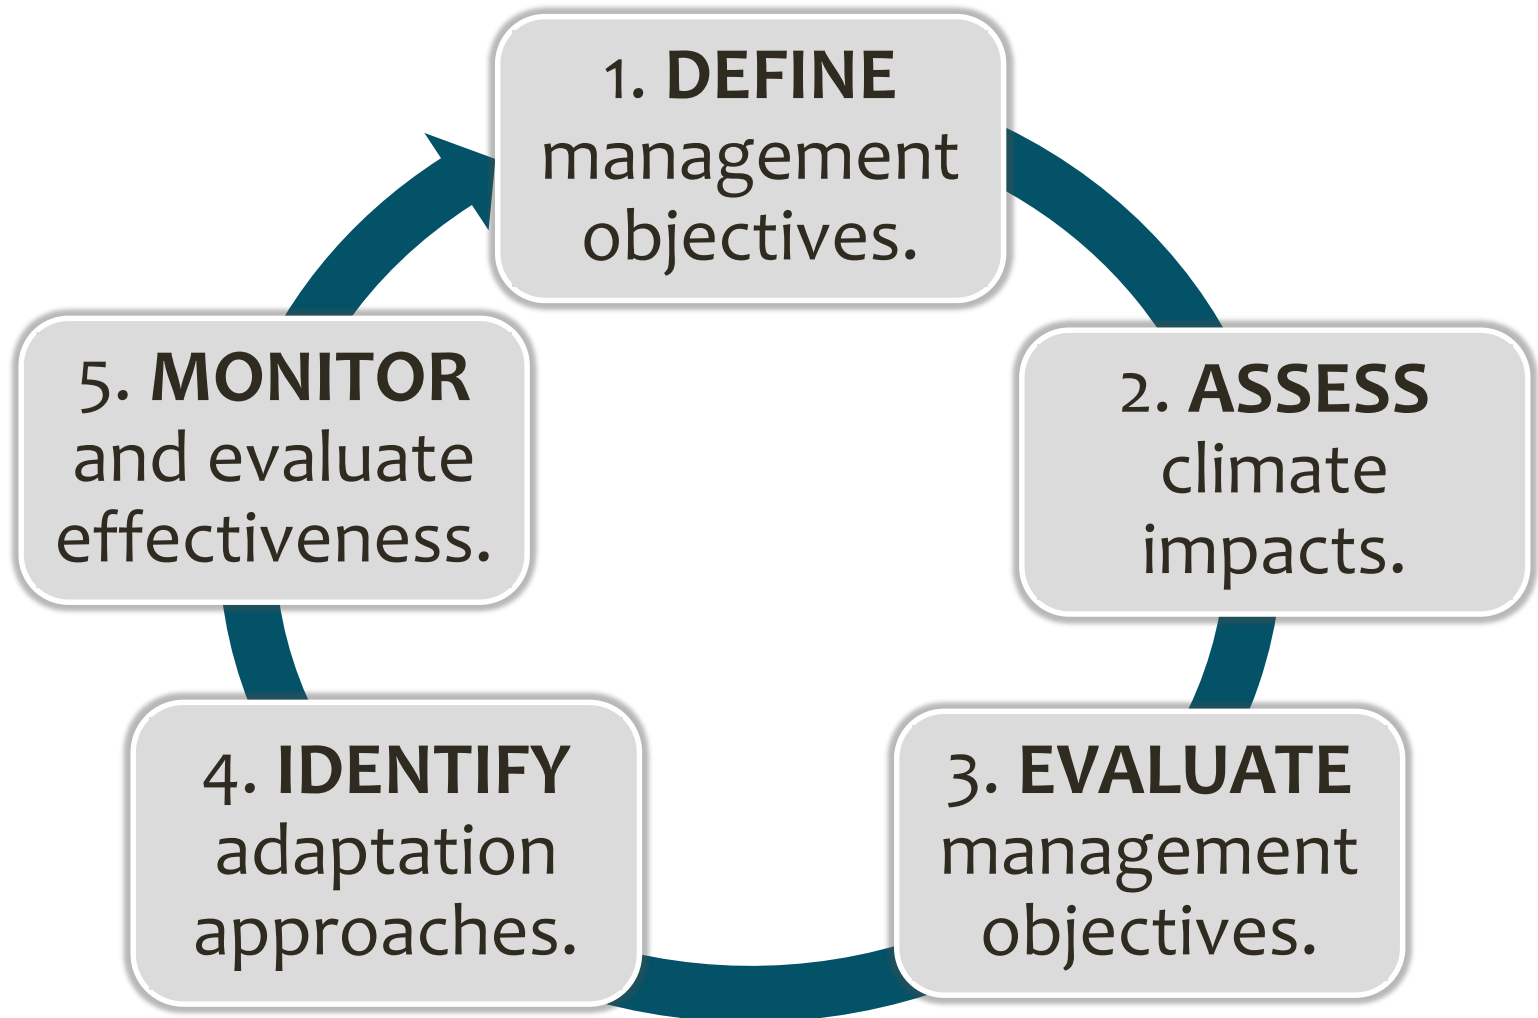 1. DEFINE
management
objectives.
2. ASSESS
climate
impacts.
3. EVALUATE
management
objectives.
4. IDENTIFY
adaptation
approaches.
5. MONITOR
and evaluate
effectiveness.